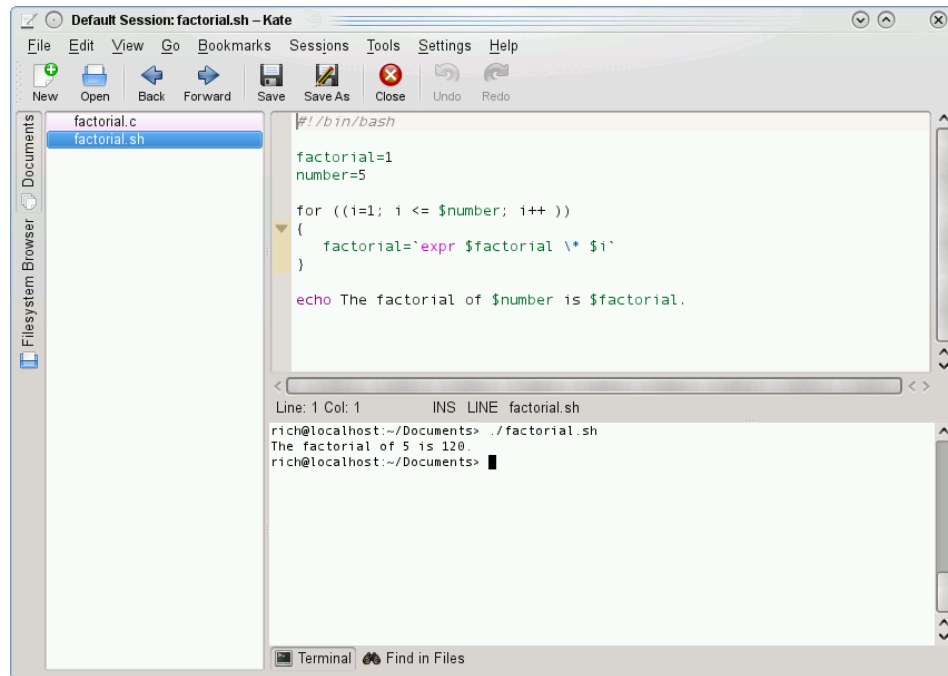 Default Session: factorial.sh – Kate
File Edit View Go Bookmarks Sessions Tools Settings Help
New Open Back Forward Save Save As Close Undo Redo
Documents
Filesystem Browser
factorial.c
factorial.sh
#!/bin/bash
factorial=1
number=5
for ((i=1; i <= $number; i++ ))
{
factorial=`expr $factorial \* $i`
}
echo The factorial of $number is $factorial.
Line: 1 Col: 1 INS LINE factorial.sh
rich@localhost:~/Documents> ./factorial.sh
The factorial of 5 is 120.
rich@localhost:~/Documents>
Terminal Find in Files